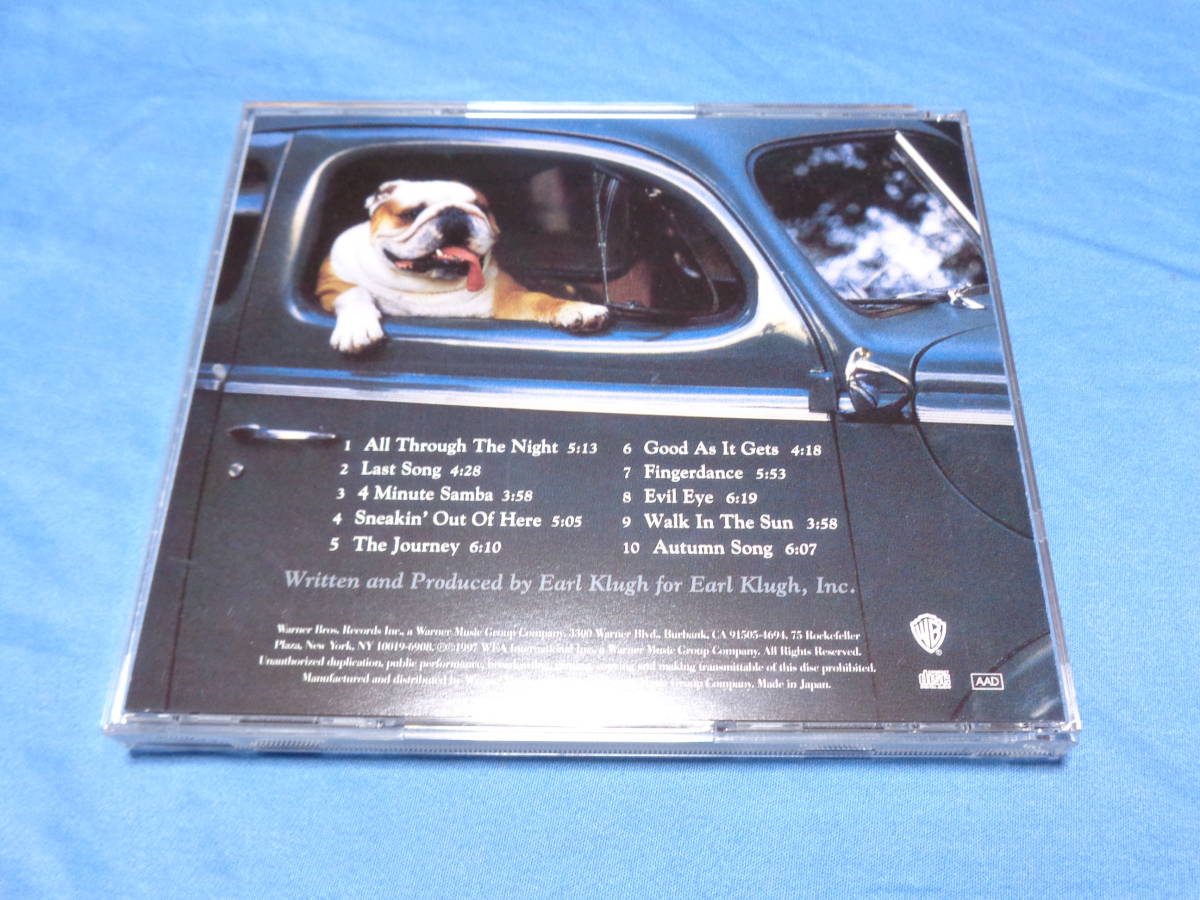 1 All Through The Night 5:13
2 Last Song 4:28
3 4 Minute Samba 3:58
4 Sneakin' Out Of Here 5:05
5 The Journey 6:10
6 Good As It Gets 4:18
7 Fingerdance 5:53
8 Evil Eye 6:19
9 Walk In The Sun 3:58
10 Autumn Song 6:07
Written and Produced by Earl Klugh for Earl Klugh, Inc.
Warner Bros. Records Inc., a Warner Music Group Company, 3300 Warner Blvd., Burbank, CA 91505-4694, 75 Rockefeller
Plaza, New York, NY 10019-6908. ℗©1997 WEA International Inc., a Warner Music Group Company. All Rights Reserved.
Unauthorized duplication, public performance, broadcasting, copying and making transmittable of this disc prohibited.
Manufactured and distributed by Group Company. Made in Japan.
WB
AAD